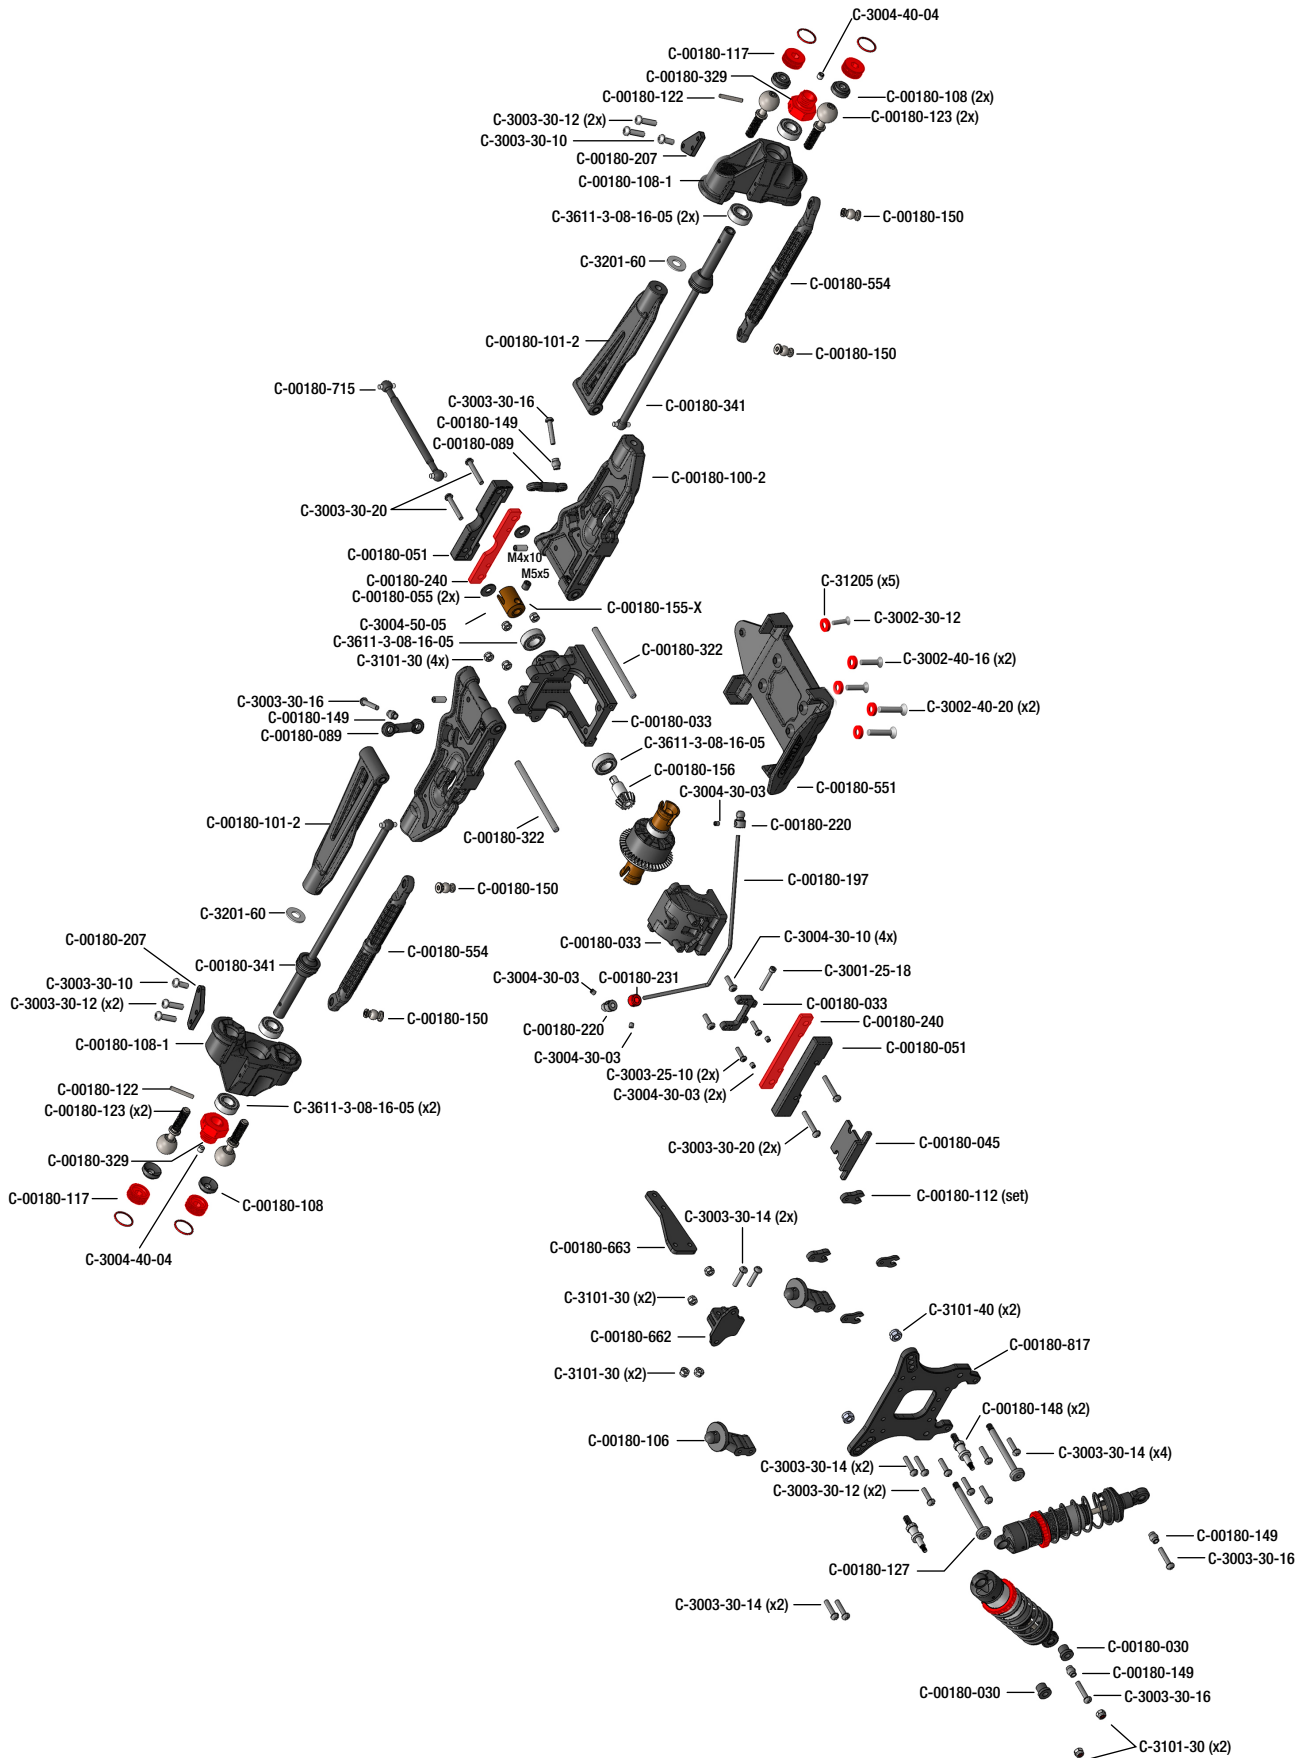 C-3004-40-04
C-00180-117
C-00180-329
C-00180-122
C-00180-108 (2x)
C-00180-123 (2x)
C-3003-30-12 (2x)
C-3003-30-10
C-00180-207
C-00180-108-1
C-3611-3-08-16-05 (2x)
C-00180-150
C-3201-60
C-00180-554
C-00180-101-2
C-00180-150
C-00180-715
C-3003-30-16
C-00180-341
C-00180-149
C-00180-089
C-00180-100-2
C-3003-30-20
C-00180-051
M4x10
M5x5
C-00180-240
C-00180-055 (2x)
C-31205 (x5)
C-00180-155-X
C-3002-30-12
C-3004-50-05
C-3611-3-08-16-05
C-3101-30 (4x)
C-00180-322
C-3002-40-16 (x2)
C-3003-30-16
C-00180-149
C-00180-089
C-3002-40-20 (x2)
C-00180-033
C-3611-3-08-16-05
C-00180-156
C-3004-30-03
C-00180-551
C-00180-101-2
C-00180-322
C-00180-220
C-00180-150
C-00180-197
C-3201-60
C-00180-207
C-00180-554
C-00180-033
C-3004-30-10 (4x)
C-00180-341
C-3003-30-10
C-3003-30-12 (x2)
C-3004-30-03
C-00180-231
C-3001-25-18
C-00180-033
C-00180-150
C-00180-220
C-00180-240
C-00180-108-1
C-3004-30-03
C-00180-051
C-3003-25-10 (2x)
C-3004-30-03 (2x)
C-00180-122
C-00180-123 (x2)
C-3611-3-08-16-05 (x2)
C-3003-30-20 (2x)
C-00180-045
C-00180-329
C-00180-117
C-00180-108
C-00180-112 (set)
C-3003-30-14 (2x)
C-00180-663
C-3004-40-04
C-3101-30 (x2)
C-3101-40 (x2)
C-00180-662
C-00180-817
C-3101-30 (x2)
C-00180-148 (x2)
C-00180-106
C-3003-30-14 (x4)
C-3003-30-14 (x2)
C-3003-30-12 (x2)
C-00180-149
C-3003-30-16
C-00180-127
C-3003-30-14 (x2)
C-00180-030
C-00180-149
C-00180-030
C-3003-30-16
C-3101-30 (x2)